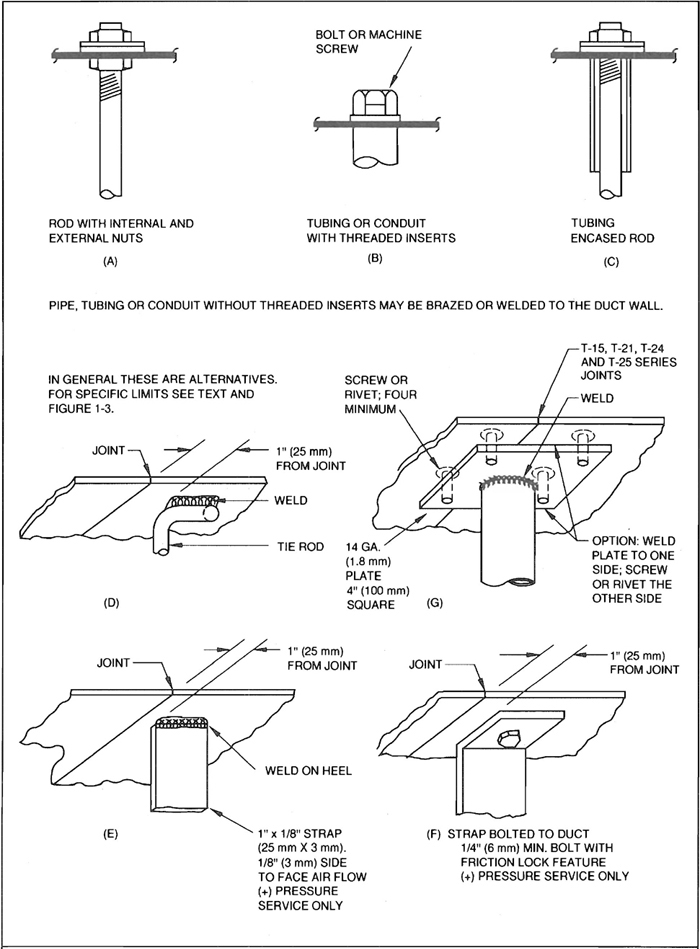 BOLT OR MACHINE
SCREW
ROD WITH INTERNAL AND
EXTERNAL NUTS
(A)
TUBING OR CONDUIT
WITH THREADED INSERTS
(B)
TUBING
ENCASED ROD
(C)
PIPE, TUBING OR CONDUIT WITHOUT THREADED INSERTS MAY BE BRAZED OR WELDED TO THE DUCT WALL.
IN GENERAL THESE ARE ALTERNATIVES.
FOR SPECIFIC LIMITS SEE TEXT AND
FIGURE 1-3.
JOINT
1" (25 mm)
FROM JOINT
WELD
TIE ROD
(D)
SCREW OR
RIVET; FOUR
MINIMUM
T-15, T-21, T-24
AND T-25 SERIES
JOINTS
WELD
14 GA.
(1.8 mm)
PLATE
4" (100 mm)
SQUARE
(G)
OPTION: WELD
PLATE TO ONE
SIDE; SCREW
OR RIVET THE
OTHER SIDE
JOINT
1" (25 mm)
FROM JOINT
WELD ON HEEL
(E)
1" x 1/8" STRAP
(25 mm X 3 mm).
1/8" (3 mm) SIDE
TO FACE AIR FLOW
(+) PRESSURE
SERVICE ONLY
JOINT
1" (25 mm)
FROM JOINT
(F) STRAP BOLTED TO DUCT
1/4" (6 mm) MIN. BOLT WITH
FRICTION LOCK FEATURE
(+) PRESSURE SERVICE ONLY